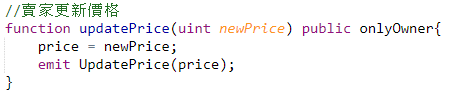 //賣家更新價格
function updatePrice(uint newPrice) public onlyOwner{
    price = newPrice;
    emit UpdatePrice(price);
}